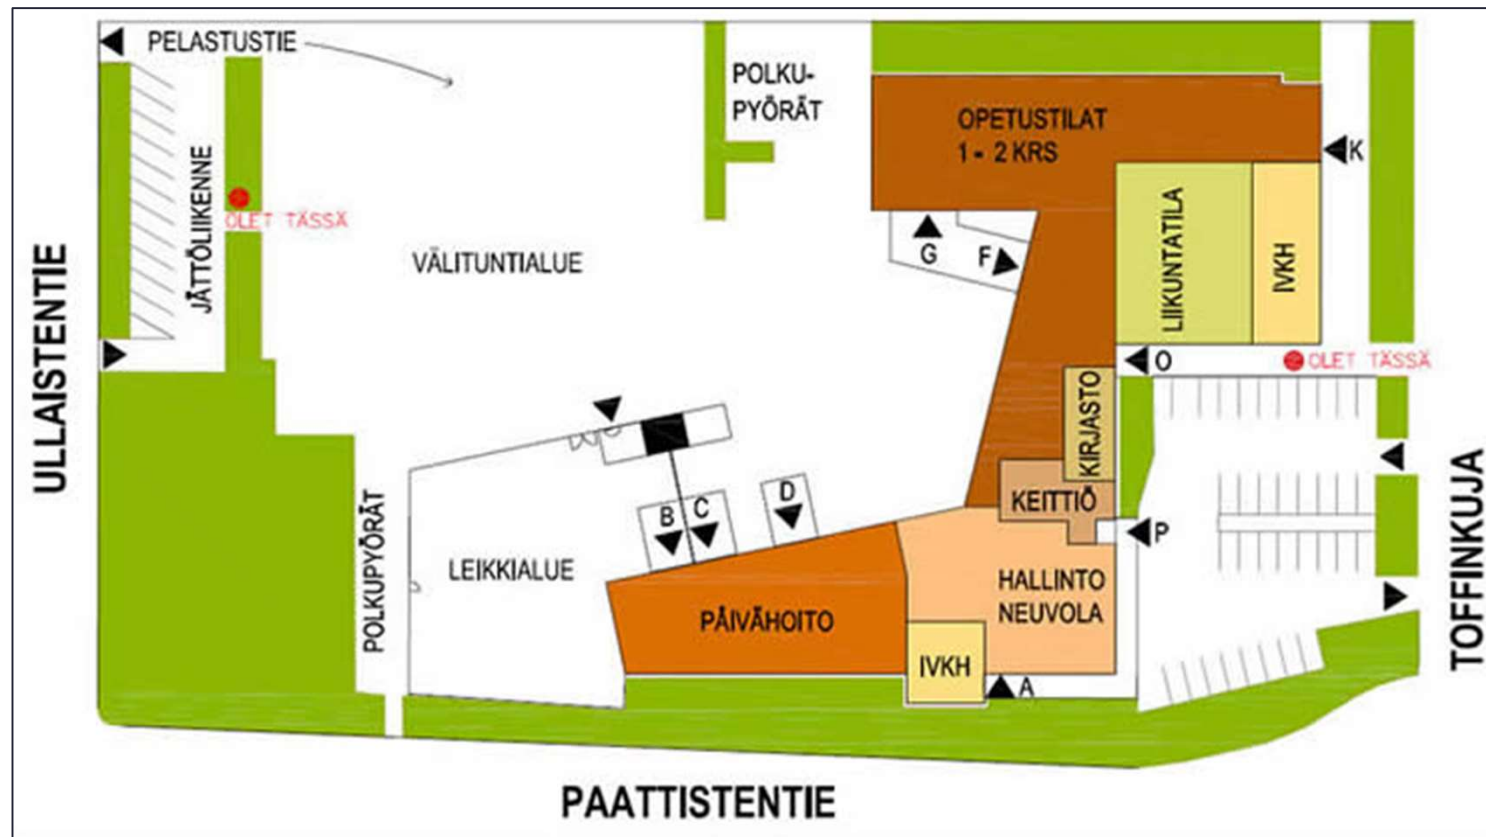 PELASTUSTIE
POLKU-
PYÖRÄT
OPETUSTILAT
1 - 2 KRS
K
JÄTTÖLIIKENNE
OLET TÄSSÄ
ULLAISTENTIE
VÄLITUNTIALUE
G
F
LIIKUNTATILA
IVKH
O
OLET TÄSSÄ
KIRJASTO
KEITTIÖ
B
C
D
P
POLKUPYÖRÄT
LEIKKIALUE
PÄIVÄHOITO
HALLINTO
NEUVOLA
IVKH
A
TOFFINKUJA
PAATTISTENTIE